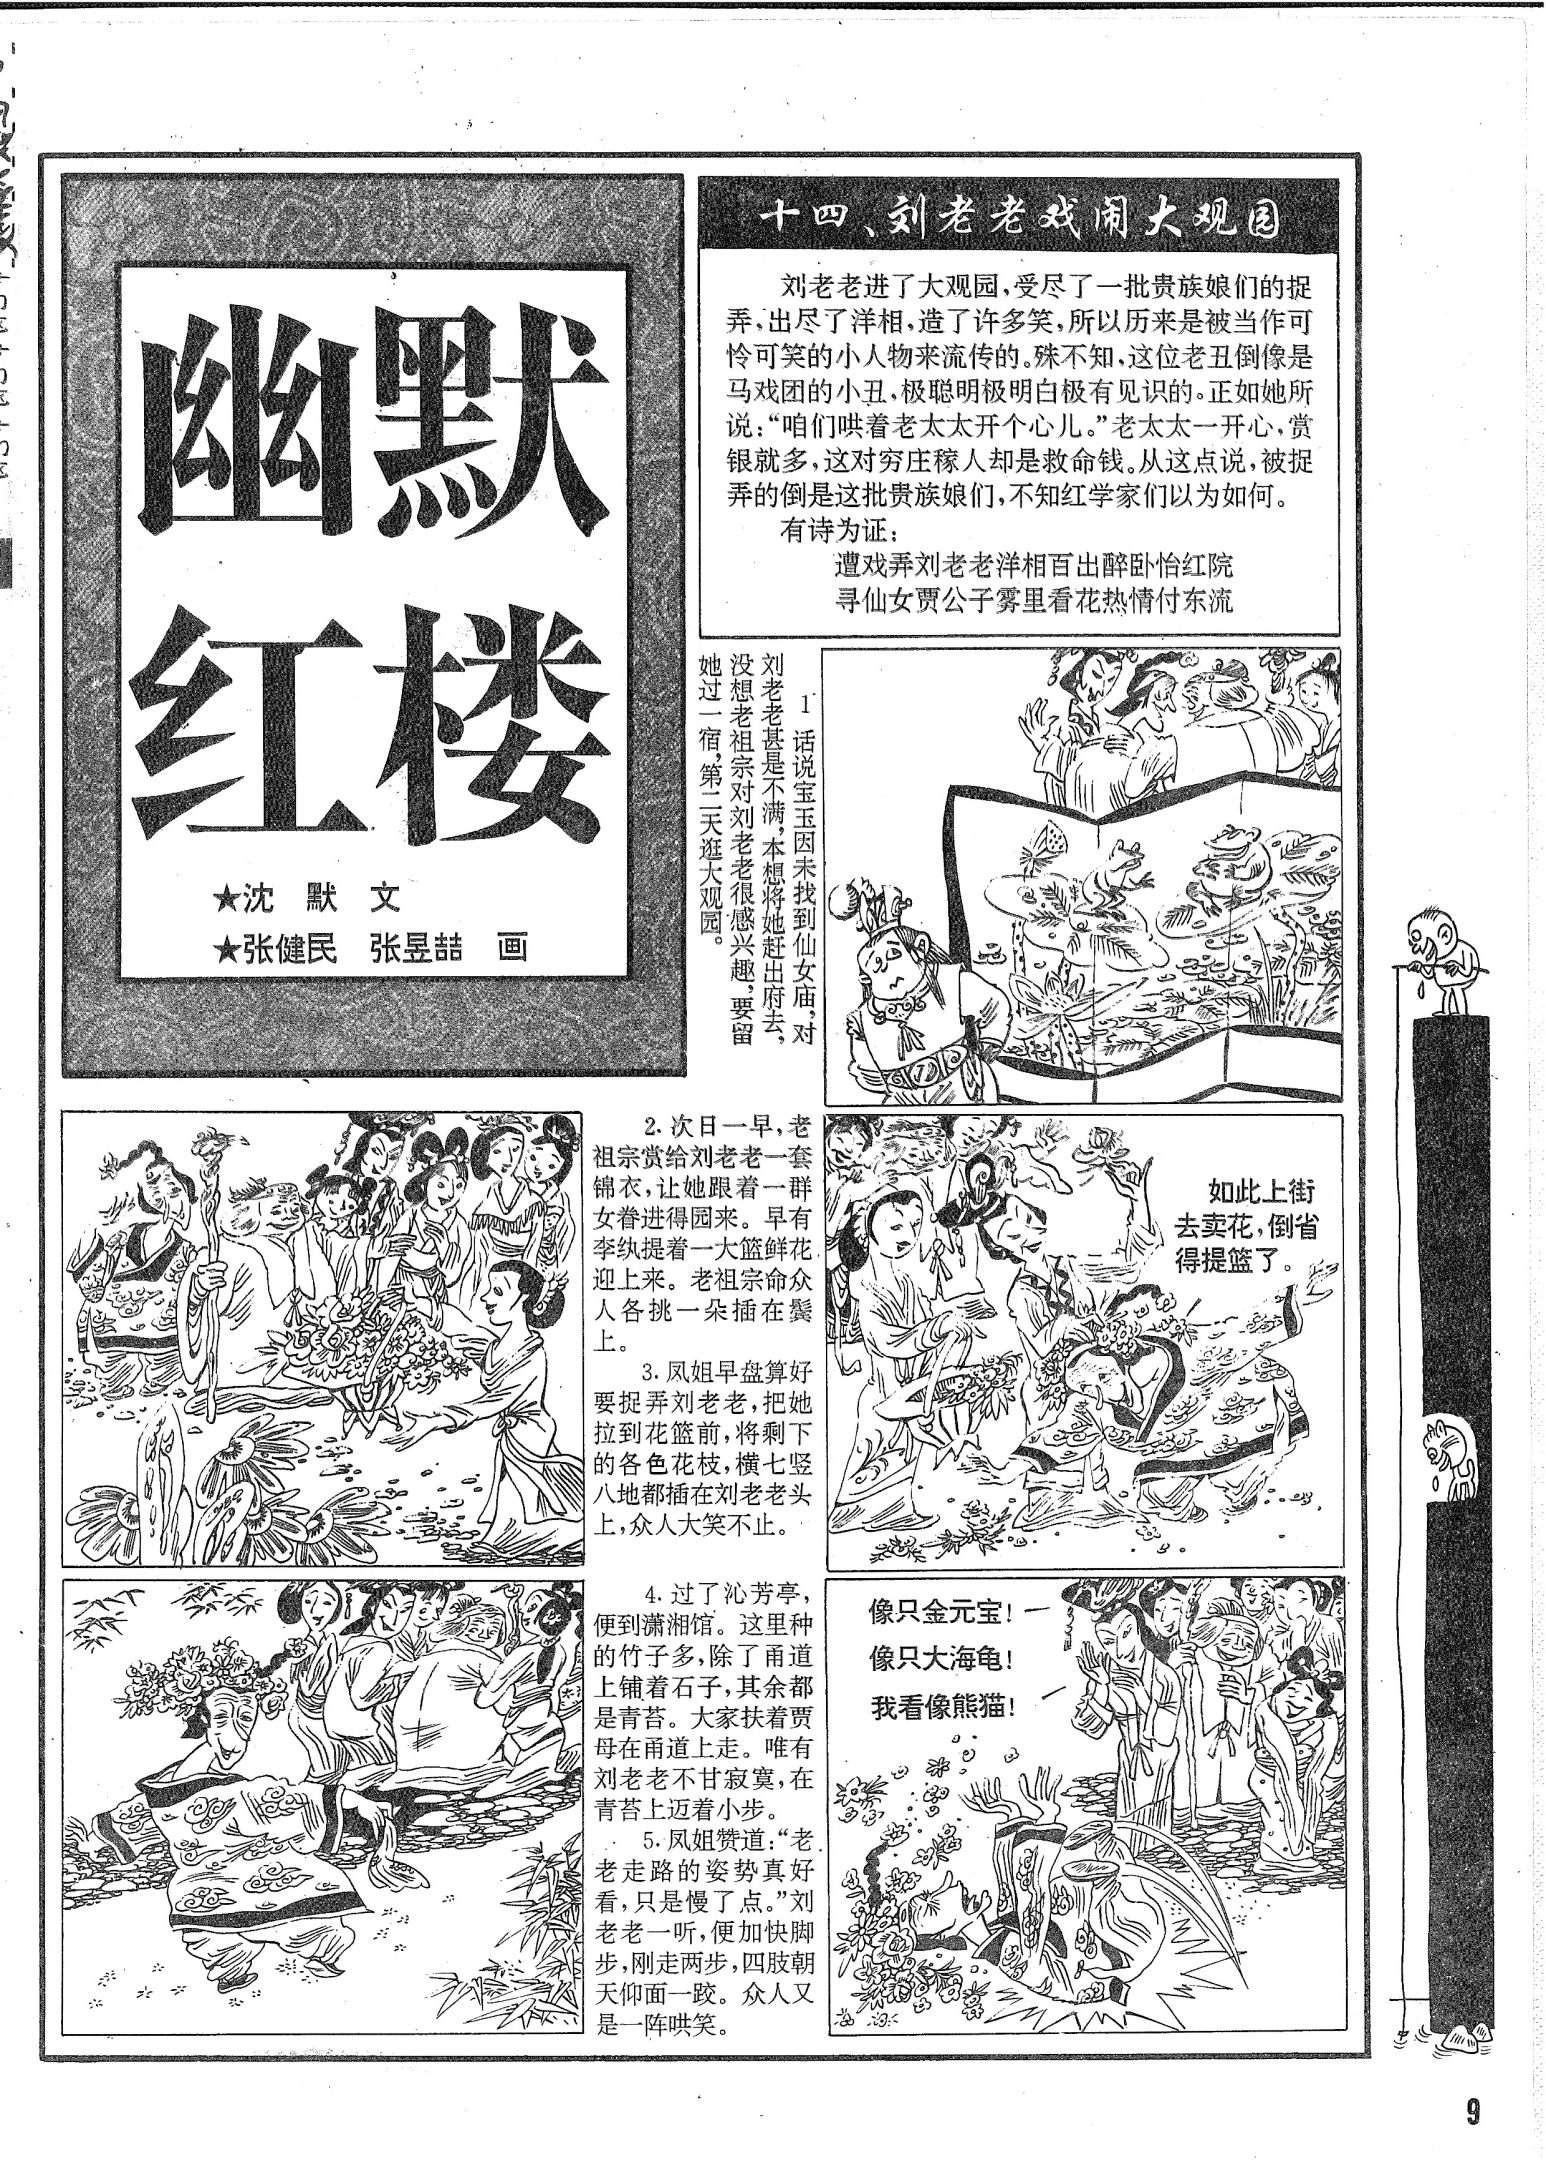 幽默
红楼
★沈 默 文
★张健民 张昱喆 画
十四、刘老老戏闹大观园
刘老老进了大观园，受尽了一批贵族娘们的捉
弄，出尽了洋相，造了许多笑，所以历来是被当作可
怜可笑的小人物来流传的。殊不知，这位老丑倒像是
马戏团的小丑，极聪明极明白极有见识的。正如她所
说：“咱们哄着老太太开个心儿。”老太太一开心，赏
银就多，这对穷庄稼人却是救命钱。从这点说，被捉
弄的倒是这批贵族娘们，不知红学家们以为如何。
有诗为证：
遭戏弄刘老老洋相百出醉卧怡红院
寻仙女贾公子雾里看花热情付东流
1 话说宝玉因未找到仙女庙，对
刘老老甚是不满，本想将她赶出府去，
没想老祖宗对刘老老很感兴趣，要留
她过一宿，第二天逛大观园。
2. 次日一早，老
祖宗赏给刘老老一套
锦衣，让她跟着一群
女眷进得园来。早有
李纨提着一大篮鲜花
迎上来。老祖宗命众
人各挑一朵插在鬓
上。
3. 凤姐早盘算好
要捉弄刘老老，把她
拉到花篮前，将剩下
的各色花枝，横七竖
八地都插在刘老老头
上，众人大笑不止。
如此上街
去卖花，倒省
得提篮了。
4. 过了沁芳亭，
便到潇湘馆。这里种
的竹子多，除了甬道
上铺着石子，其余都
是青苔。大家扶着贾
母在甬道上走。唯有
刘老老不甘寂寞，在
青苔上迈着小步。
5. 凤姐赞道：“老
老走路的姿势真好
看，只是慢了点。”刘
老老一听，便加快脚
步，刚走两步，四肢朝
天仰面一跤。众人又
是一阵哄笑。
像只金元宝！
像只大海龟！
我看像熊猫！
9